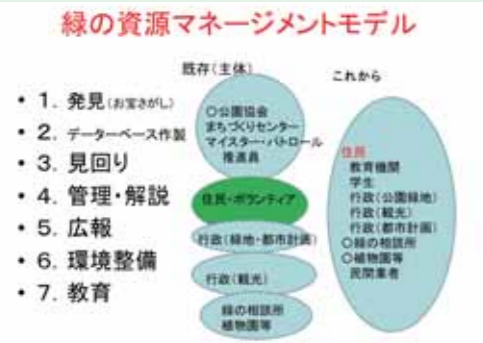 緑の資源マネージメントモデル
• 1. 発見(お宝さがし)
• 2. データーベース作製
• 3. 見回り
• 4. 管理・解説
• 5. 広報
• 6. 環境整備
• 7. 教育
既存(主体)
○公園協会
まちづくりセンター
マイスター・パトロール
推進員
住民・ボランティア
行政(緑地・都市計画)
行政(観光)
緑の相談所
植物園等
これから
住民
教育機関
学生
行政(公園緑地)
行政(観光)
行政(都市計画)
○緑の相談所
○植物園等
民間業者